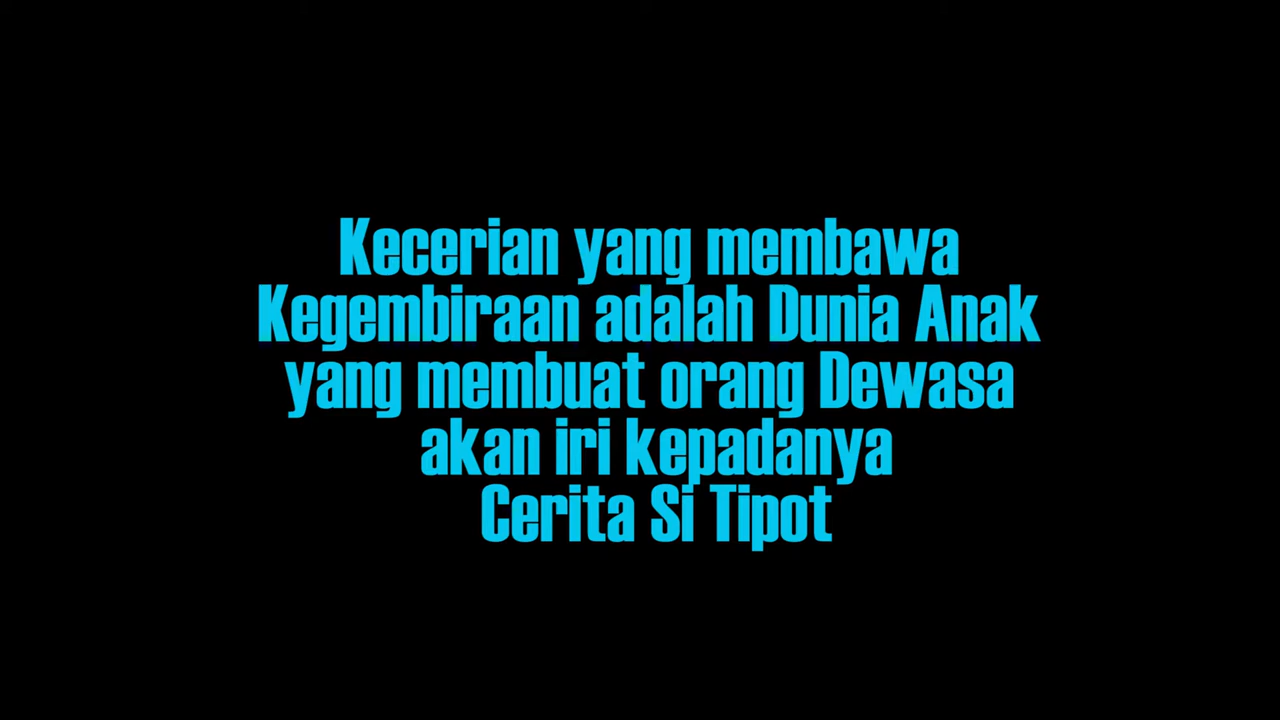 Kecerian yang membawa
Kegembiraan adalah Dunia Anak
yang membuat orang Dewasa
akan iri kepadanya
Cerita Si Tipot